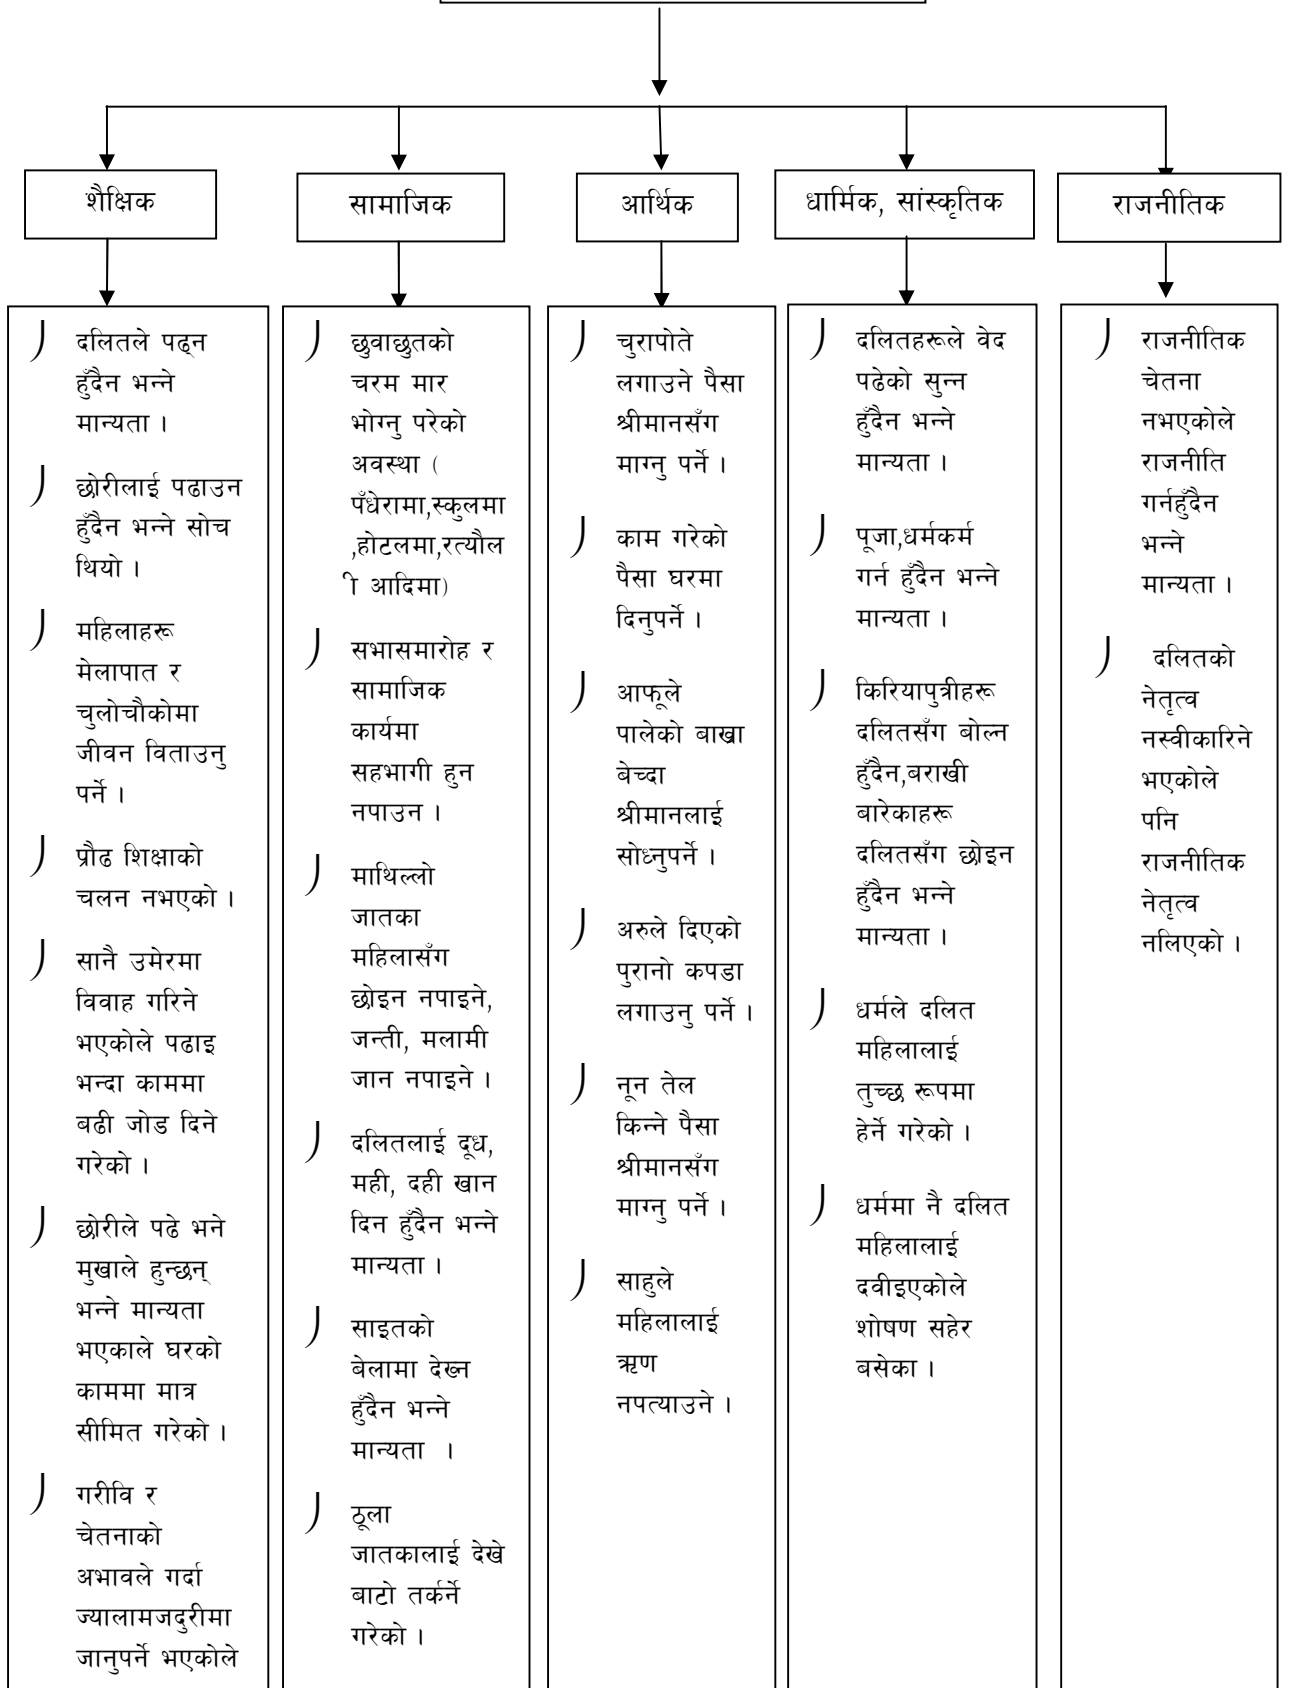 शैक्षिक
सामाजिक
आर्थिक
धार्मिक, सांस्कृतिक
राजनीतिक
दलितले पढ्न
हुँदैन भन्ने
मान्यता ।
छोरीलाई पढाउन
हुँदैन भन्ने सोच
थियो ।
महिलाहरू
मेलापात र
चुलोचौकोमा
जीवन विताउनु
पर्ने ।
प्रौढ शिक्षाको
चलन नभएको ।
सानै उमेरमा
विवाह गरिने
भएकोले पढाइ
भन्दा काममा
बढी जोड दिने
गरेको ।
छोरीले पढे भने
मुखाले हुन्छन्
भन्ने मान्यता
भएकाले घरको
काममा मात्र
सीमित गरेको ।
गरीवि र
चेतनाको
अभावले गर्दा
ज्यालामजदुरीमा
जानुपर्ने भएकोले
छुवाछुतको
चरम मार
भोग्नु परेको
अवस्था (
पँधेरामा,स्कुलमा
,होटलमा,रत्यौल
ी आदिमा)
सभासमारोह र
सामाजिक
कार्यमा
सहभागी हुन
नपाउन ।
माथिल्लो
जातका
महिलासँग
छोइन नपाइने,
जन्ती, मलामी
जान नपाइने ।
दलितलाई दूध,
मही, दही खान
दिन हुँदैन भन्ने
मान्यता ।
साइतको
बेलामा देख्न
हुँदैन भन्ने
मान्यता ।
ठूला
जातकालाई देखे
बाटो तर्कर्ने
गरेको ।
चुरापोते
लगाउने पैसा
श्रीमानसँग
माग्नु पर्ने ।
काम गरेको
पैसा घरमा
दिनुपर्ने ।
आफूले
पालेको बाख्रा
बेच्दा
श्रीमानलाई
सोध्नुपर्ने ।
अरुले दिएको
पुरानो कपडा
लगाउनु पर्ने ।
नून तेल
किन्ने पैसा
श्रीमानसँग
माग्नु पर्ने ।
साहुले
महिलालाई
ऋण
नपत्याउने ।
दलितहरूले वेद
पढेको सुन्न
हुँदैन भन्ने
मान्यता ।
पूजा,धर्मकर्म
गर्न हुँदैन भन्ने
मान्यता ।
किरियापुत्रीहरू
दलितसँग बोल्न
हुँदैन,बराखी
बारेकाहरू
दलितसँग छोइन
हुँदैन भन्ने
मान्यता ।
धर्मले दलित
महिलालाई
तुच्छ रूपमा
हेर्ने गरेको ।
धर्ममा नै दलित
महिलालाई
दवीइएकोले
शोषण सहेर
बसेका ।
राजनीतिक
चेतना
नभएकोले
राजनीति
गर्नहुँदैन
भन्ने
मान्यता ।
दलितको
नेतृत्व
नस्वीकारिने
भएकोले
पनि
राजनीतिक
नेतृत्व
नलिएको ।